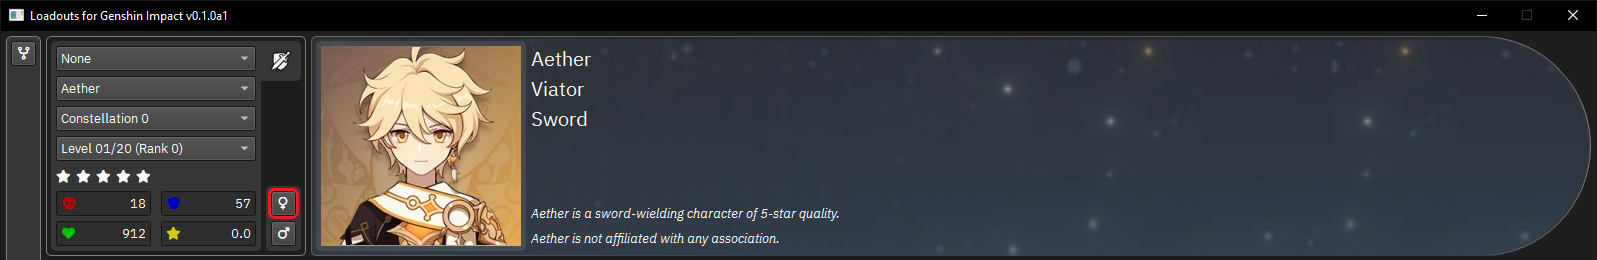 Loadouts for Genshin Impact v0.1.0a1
None
Aether
Constellation 0
Level 01/20 (Rank 0)
18
57
912
0.0
Aether
Viator
Sword
Aether is a sword-wielding character of 5-star quality.
Aether is not affiliated with any association.